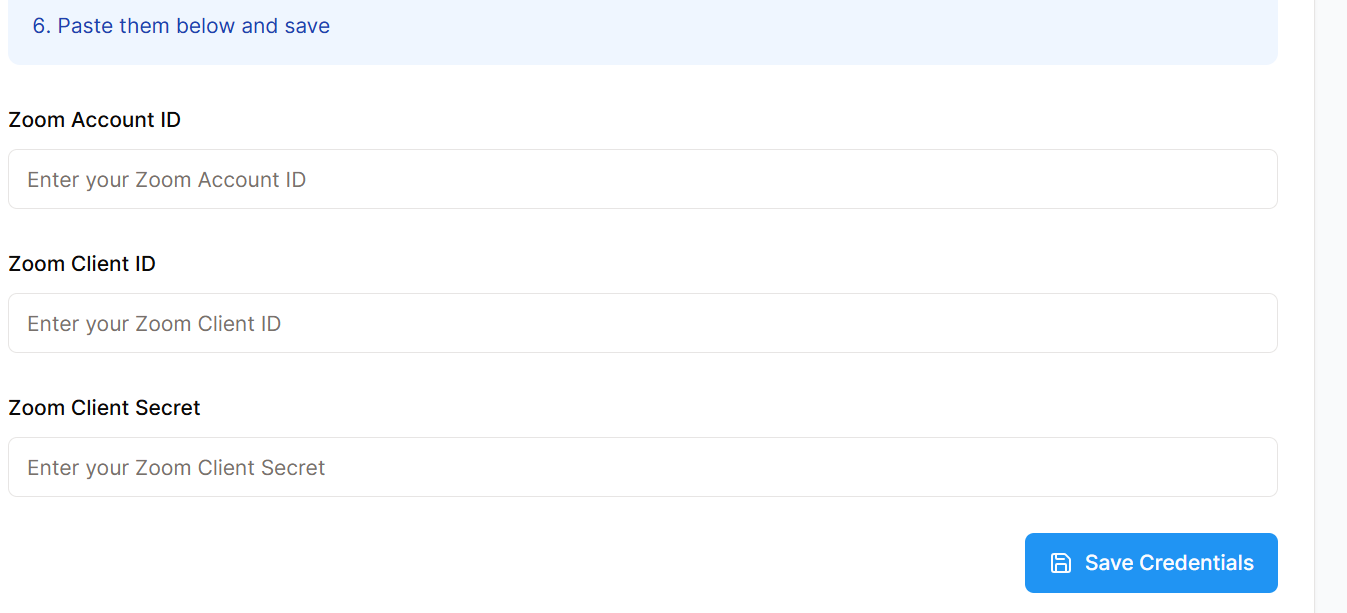 6. Paste them below and save
Zoom Account ID
Enter your Zoom Account ID
Zoom Client ID
Enter your Zoom Client ID
Zoom Client Secret
Enter your Zoom Client Secret
Save Credentials